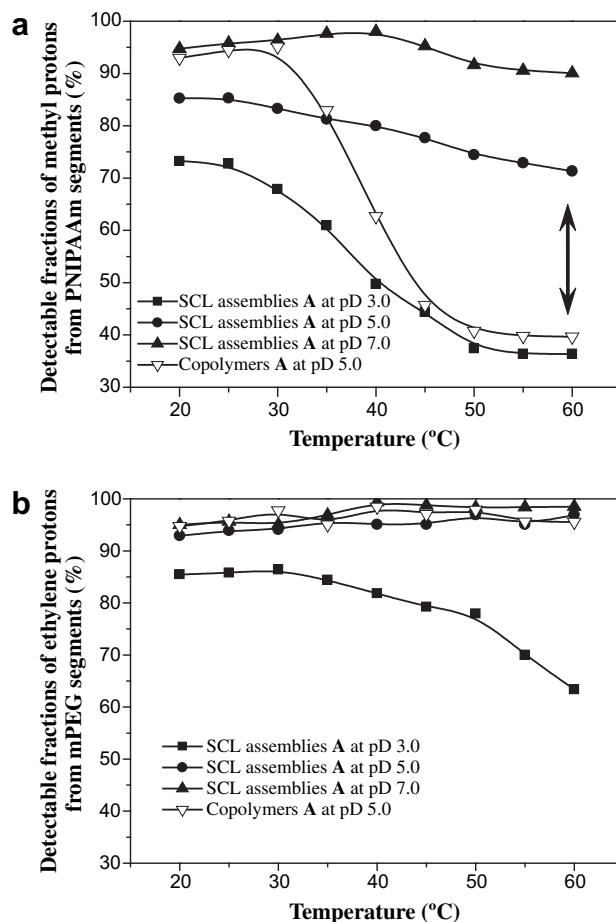 a
Detectable fractions of methyl protons
from PNIPAAm segments (%)
100
90
80
70
60
50
40
30
SCL assemblies A at pD 3.0
SCL assemblies A at pD 5.0
SCL assemblies A at pD 7.0
Copolymers A at pD 5.0
20 30 40 50 60
Temperature (ºC)
b
Detectable fractions of ethylene protons
from mPEG segments (%)
100
90
80
70
60
50
40
30
SCL assemblies A at pD 3.0
SCL assemblies A at pD 5.0
SCL assemblies A at pD 7.0
Copolymers A at pD 5.0
20 30 40 50 60
Temperature (ºC)